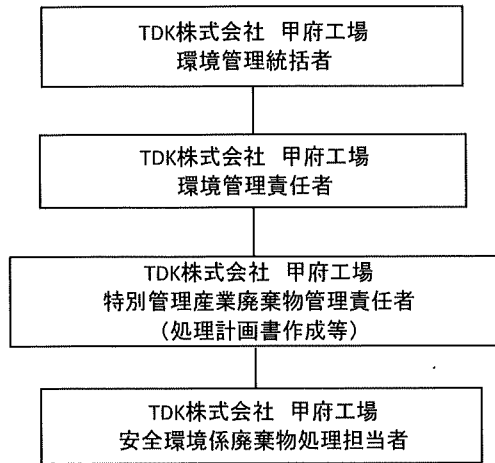 TDK株式会社 甲府工場
環境管理統括者
TDK株式会社 甲府工場
環境管理責任者
TDK株式会社 甲府工場
特別管理産業廃棄物管理責任者
（処理計画書作成等）
TDK株式会社 甲府工場
安全環境係廃棄物処理担当者